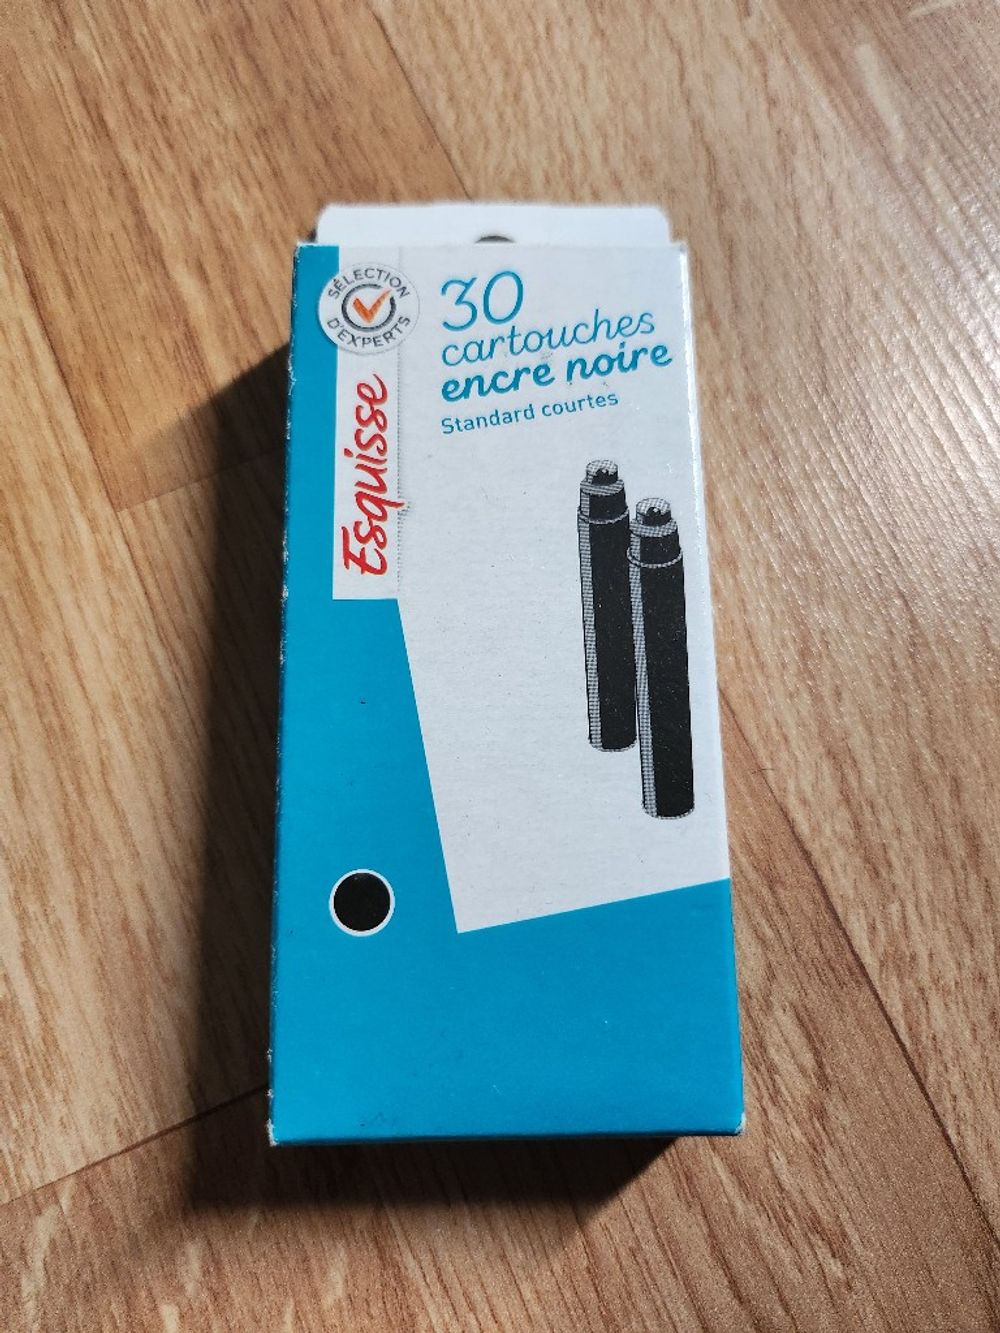 SÉLECTION
D'EXPERTS
30
cartouches
encre noire
Standard courtes
Esquisse